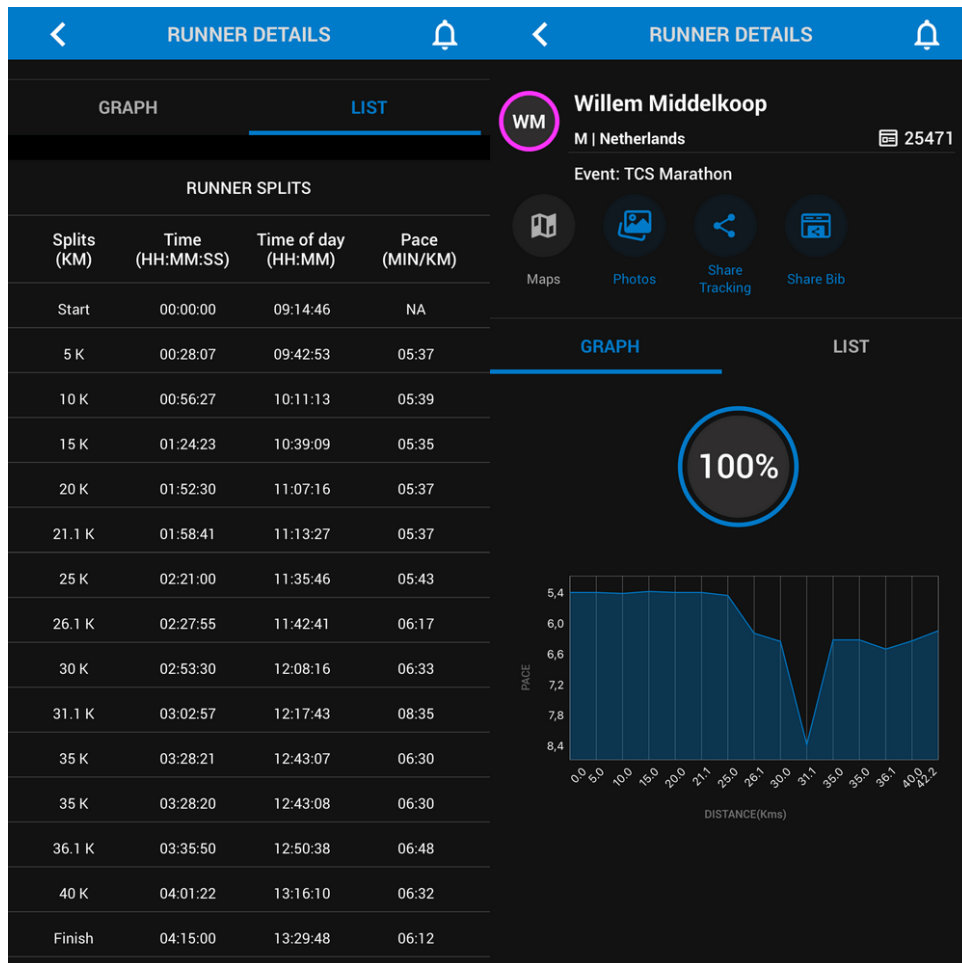 RUNNER DETAILS
GRAPH LIST
RUNNER SPLITS
Splits (KM) Time (HH:MM:SS) Time of day (HH:MM) Pace (MIN/KM)
Start 00:00:00 09:14:46 NA
5 K 00:28:07 09:42:53 05:37
10 K 00:56:27 10:11:13 05:39
15 K 01:24:23 10:39:09 05:35
20 K 01:52:30 11:07:16 05:37
21.1 K 01:58:41 11:13:27 05:37
25 K 02:21:00 11:35:46 05:43
26.1 K 02:27:55 11:42:41 06:17
30 K 02:53:30 12:08:16 06:33
31.1 K 03:02:57 12:17:43 08:35
35 K 03:28:21 12:43:07 06:30
35 K 03:28:20 12:43:08 06:30
36.1 K 03:35:50 12:50:38 06:48
40 K 04:01:22 13:16:10 06:32
Finish 04:15:00 13:29:48 06:12
RUNNER DETAILS
WM
Willem Middelkoop
M | Netherlands 25471
Event: TCS Marathon
Maps Photos Share Tracking Share Bib
GRAPH LIST
100%
PACE
5,4
6,0
6,6
7,2
7,8
8,4
0.0 5.0 10.0 15.0 20.0 21.1 25.0 26.1 30.0 31.1 35.0 35.0 36.1 40.0 42.2
DISTANCE(Kms)